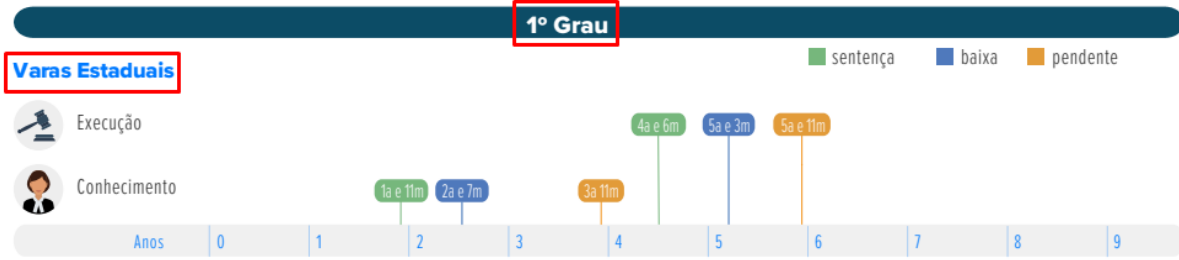 1º Grau
Varas Estaduais
sentença baixa pendente
Execução
4a e 6m 5a e 3m 5a e 11m
Conhecimento
1a e 11m 2a e 7m 3a 11m
Anos 0 1 2 3 4 5 6 7 8 9